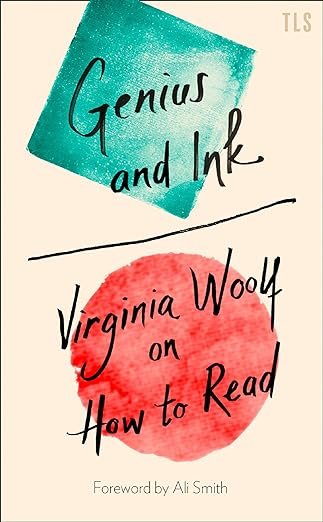 TLS
Genius
and Ink
Virginia Woolf
on
How to Read
Foreword by Ali Smith